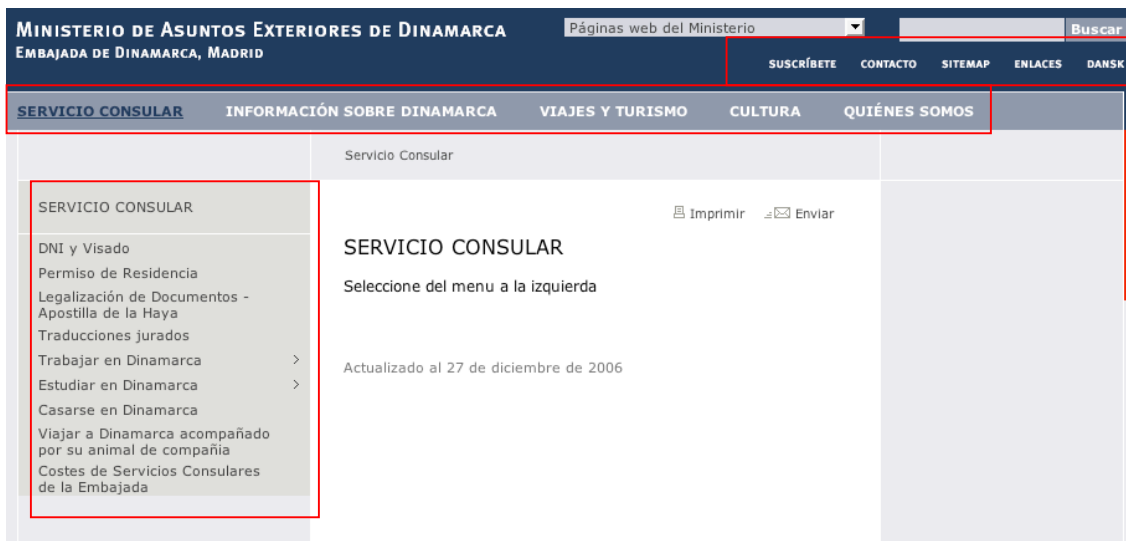 MINISTERIO DE ASUNTOS EXTERIORES DE DINAMARCA
EMBAJADA DE DINAMARCA, MADRID
Páginas web del Ministerio
Buscar
SUSCRÍBETE CONTACTO SITEMAP ENLACES DANSK
SERVICIO CONSULAR INFORMACIÓN SOBRE DINAMARCA VIAJES Y TURISMO CULTURA QUIÉNES SOMOS
Servicio Consular
SERVICIO CONSULAR
DNI y Visado
Permiso de Residencia
Legalización de Documentos -
Apostilla de la Haya
Traducciones jurados
Trabajar en Dinamarca >
Estudiar en Dinamarca >
Casarse en Dinamarca
Viajar a Dinamarca acompañado
por su animal de compañia
Costes de Servicios Consulares
de la Embajada
Imprimir Enviar
SERVICIO CONSULAR
Seleccione del menu a la izquierda
Actualizado al 27 de diciembre de 2006